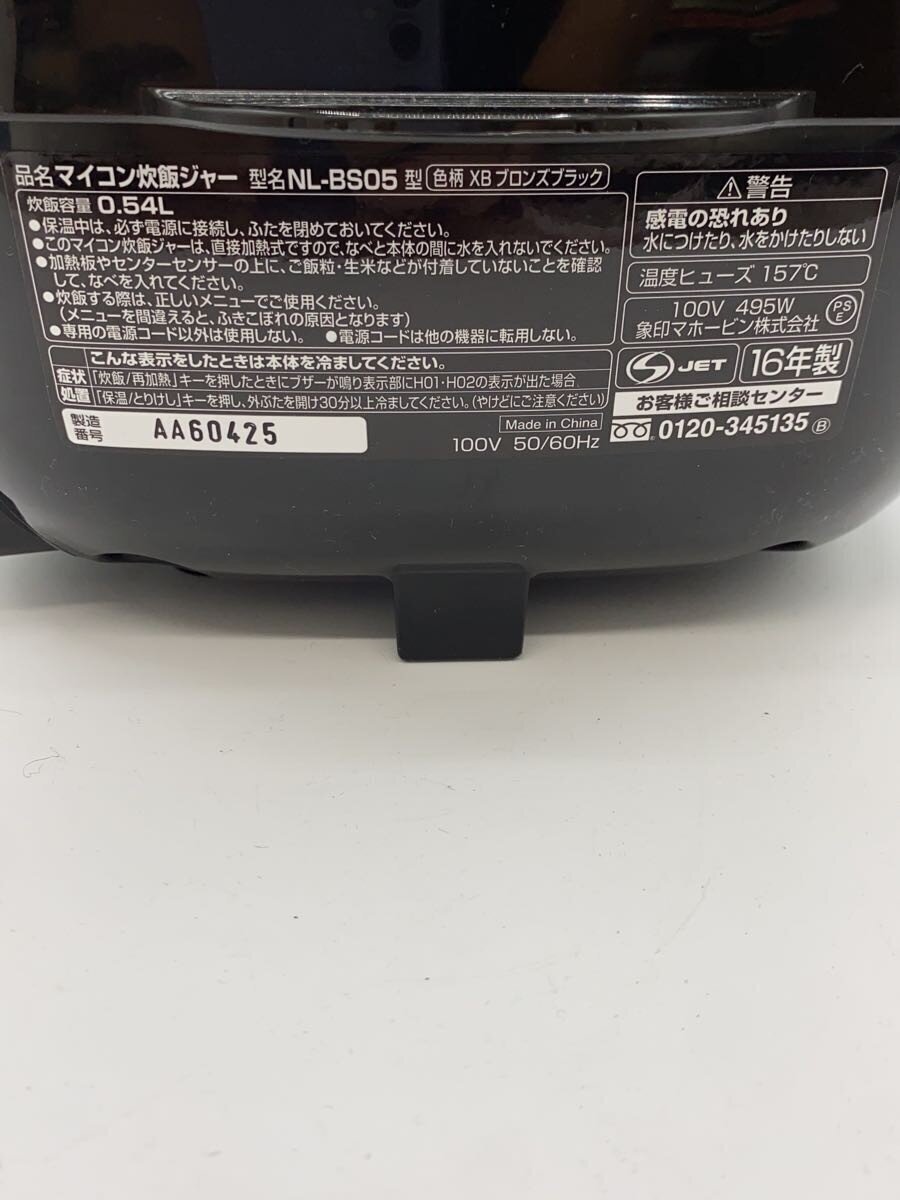 品名 マイコン炊飯ジャー 型名 NL-BS05 型 色柄 XB ブロンズブラック
炊飯容量 0.54L
●保温中は、必ず電源に接続し、ふたを閉めておいてください。
●このマイコン炊飯ジャーは、直接加熱式ですので、なべと本体の間に水を入れないでください。
●加熱板やセンターセンサーの上に、ご飯粒・生米などが付着していないことを確認
して、なべを入れてください。
●炊飯する際は、正しいメニューでご使用ください。
(メニューを間違えると、ふきこぼれの原因となります)
●専用の電源コード以外は使用しない。 ●電源コードは他の機器に転用しない。
こんな表示をしたときは本体を冷ましてください。
症状 「炊飯/再加熱」キーを押したときにブザーが鳴り表示部にH01・H02の表示が出た場合
処置 「保温/とりけし」キーを押し、外ぶたを開け30分以上冷ましてください。(やけどにご注意ください)
製造
番号
AA60425
Made in China
100V 50/60Hz
⚠警告
感電の恐れあり
水につけたり、水をかけたりしない
温度ヒューズ 157℃
100V 495W
象印マホービン株式会社
PS
JET
16年製
お客様ご相談センター
0120-345135 Ⓑ